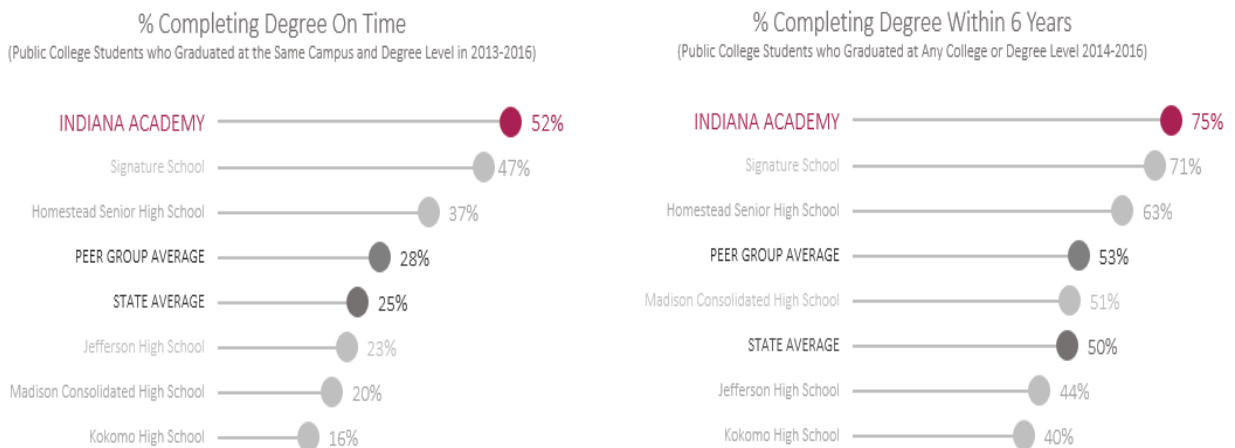 % Completing Degree On Time
(Public College Students who Graduated at the Same Campus and Degree Level in 2013-2016)
INDIANA ACADEMY 52%
Signature School 47%
Homestead Senior High School 37%
PEER GROUP AVERAGE 28%
STATE AVERAGE 25%
Jefferson High School 23%
Madison Consolidated High School 20%
Kokomo High School 16%
% Completing Degree Within 6 Years
(Public College Students who Graduated at Any College or Degree Level 2014-2016)
INDIANA ACADEMY 75%
Signature School 71%
Homestead Senior High School 63%
PEER GROUP AVERAGE 53%
Madison Consolidated High School 51%
STATE AVERAGE 50%
Jefferson High School 44%
Kokomo High School 40%